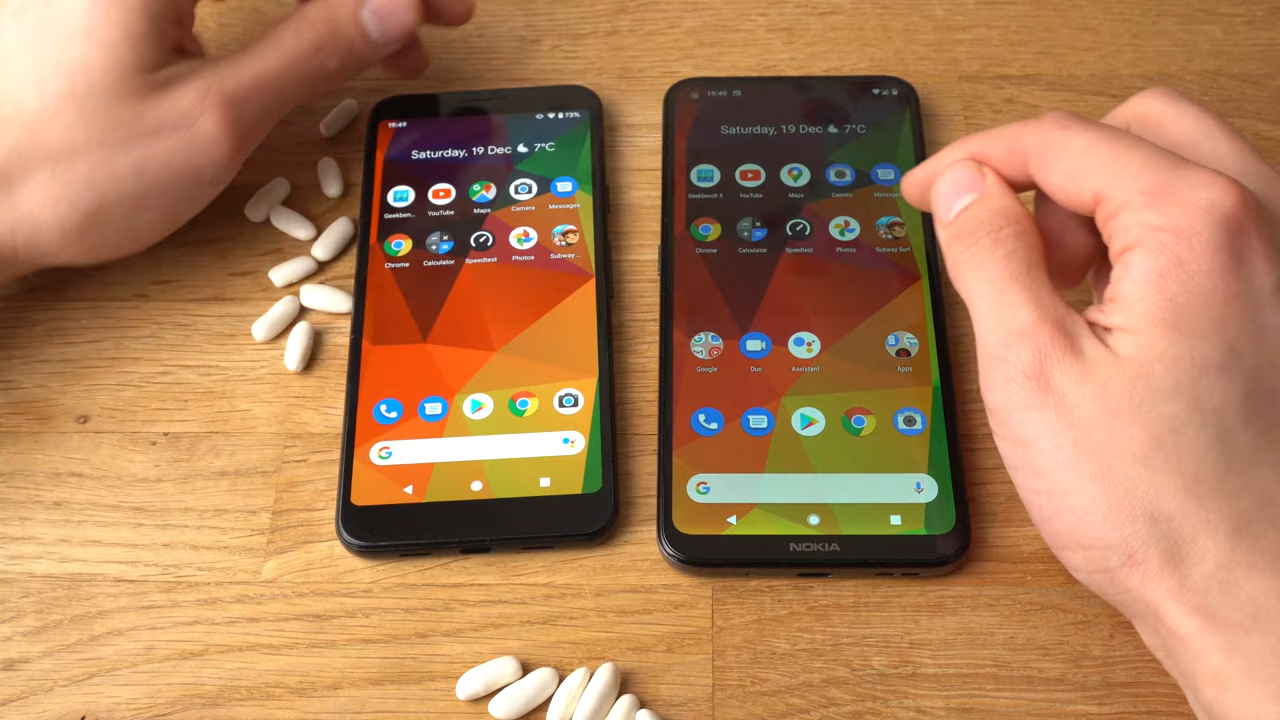 19:49
73%
Saturday, 19 Dec 7°C
Geekben...
YouTube
Maps
Camera
Messages
Chrome
Calculator
Speedtest
Photos
Subway ...
19:49
Saturday, 19 Dec 7°C
Geekbench 5
YouTube
Maps
Camera
Messages
Chrome
Calculator
Speedtest
Photos
Subway Surf
Google
Duo
Assistant
Apps
NOKIA